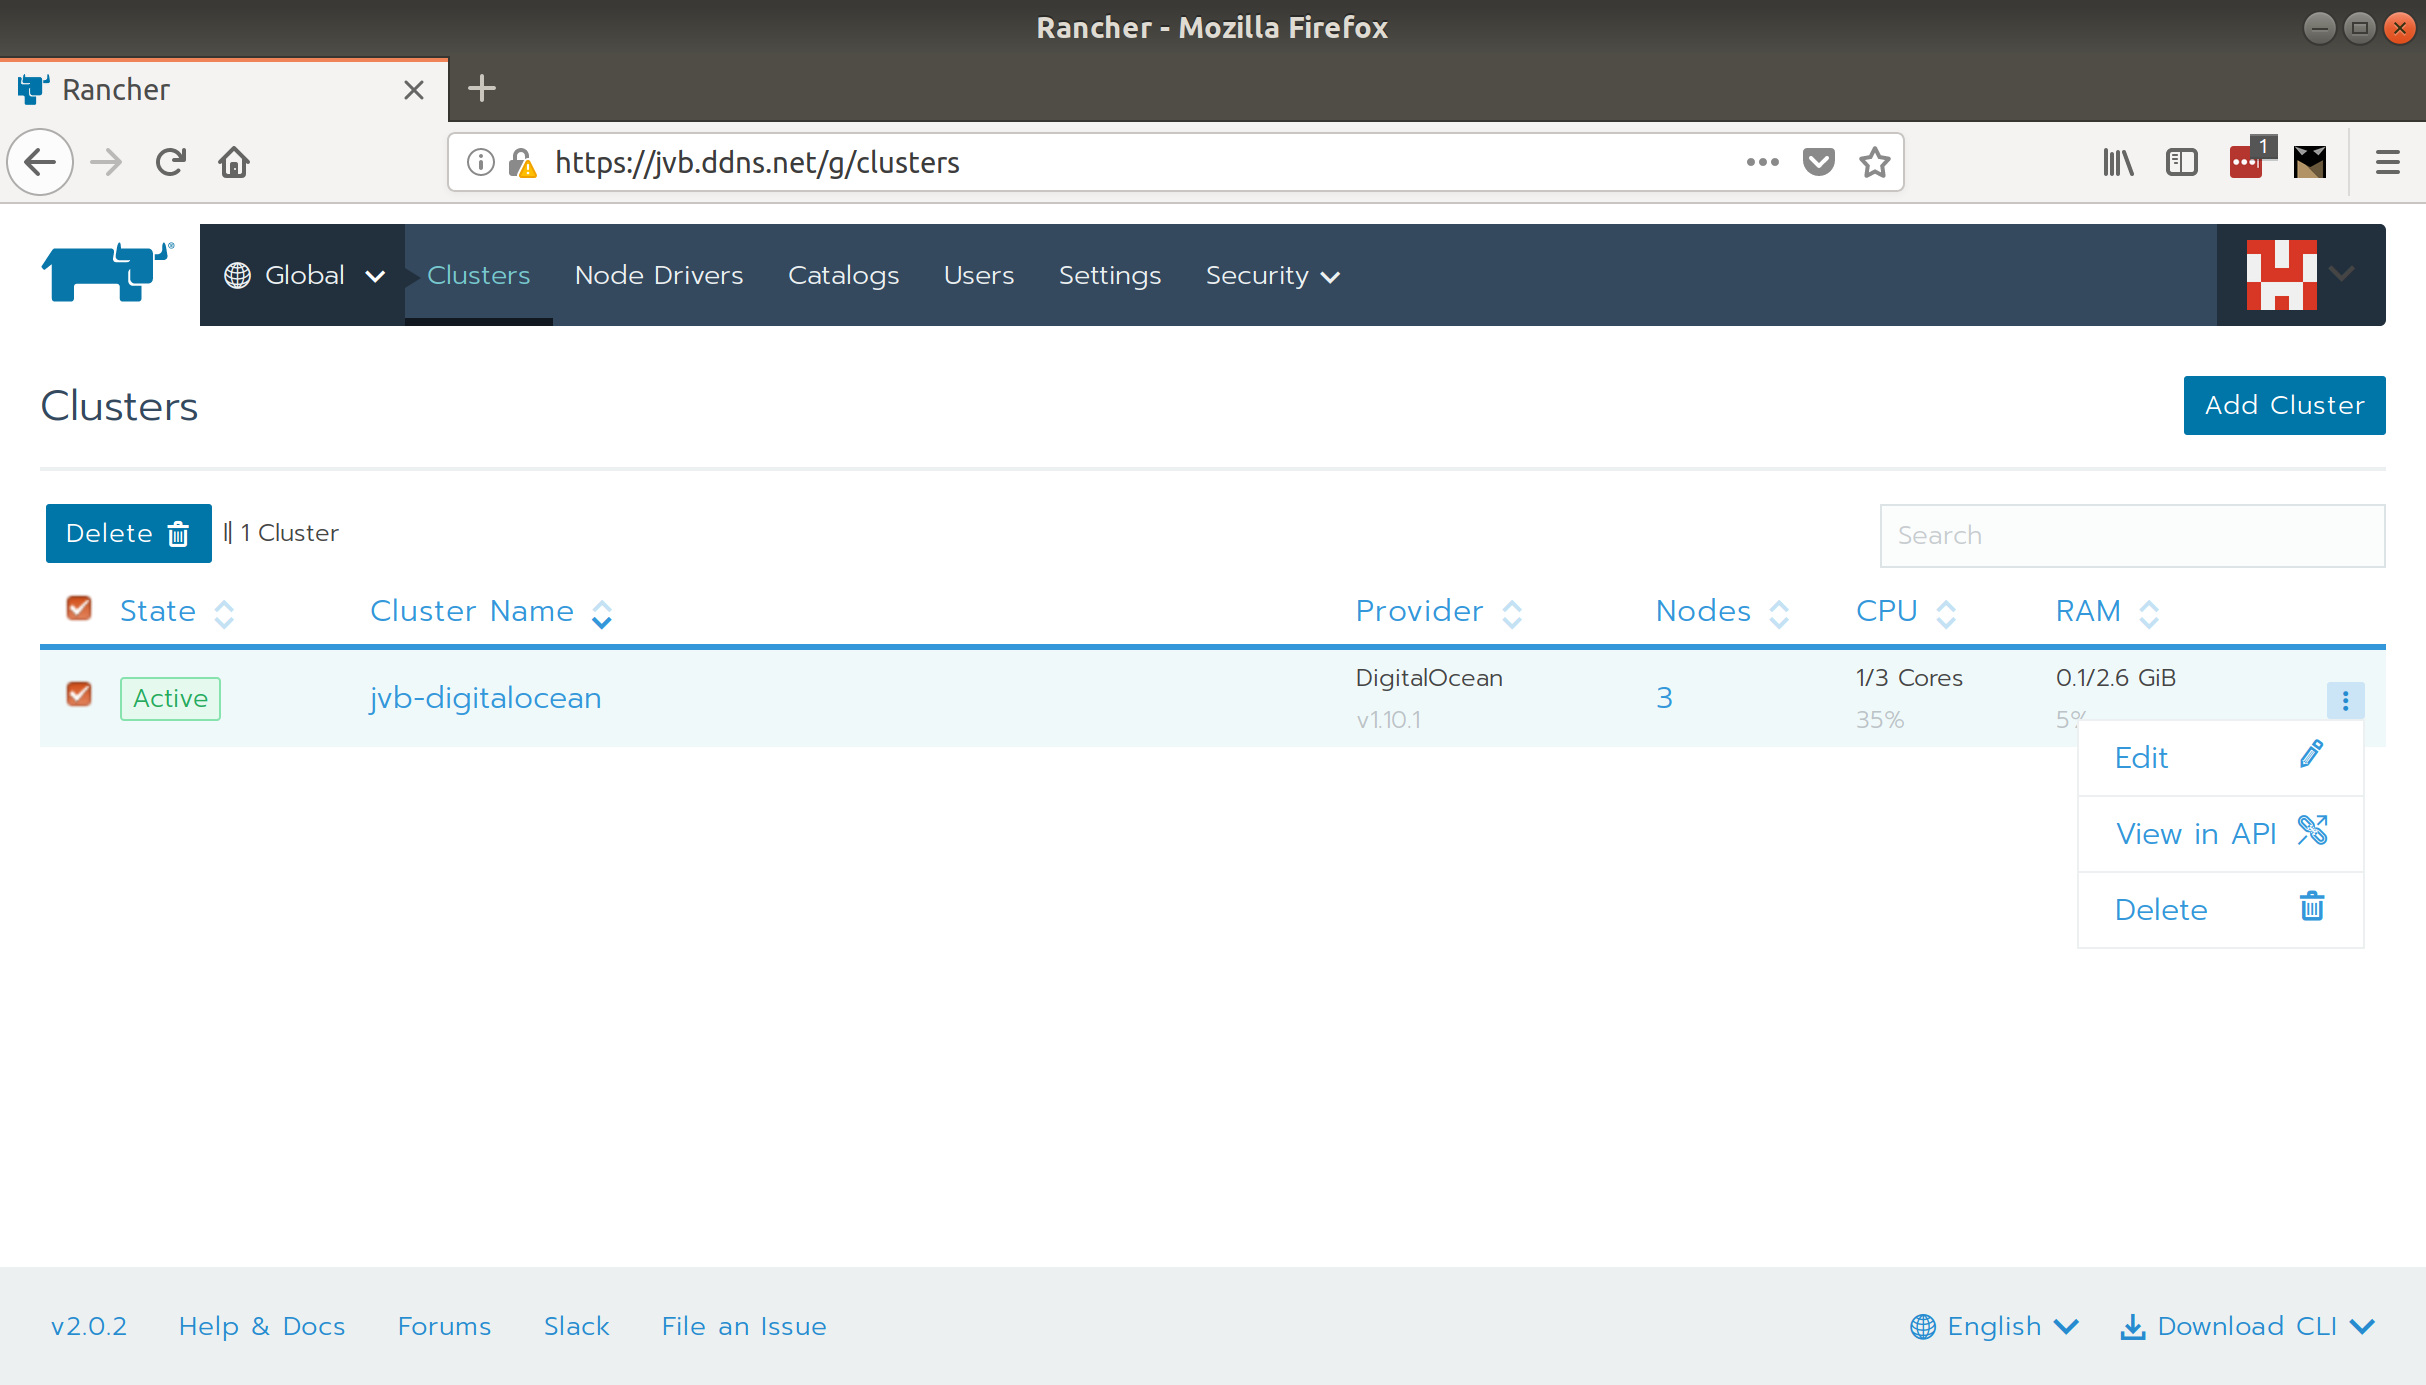 Rancher - Mozilla Firefox
Rancher
https://jvb.ddns.net/g/clusters
1
Global Clusters Node Drivers Catalogs Users Settings Security
Clusters
Add Cluster
Delete 1 Cluster
Search
State Cluster Name Provider Nodes CPU RAM
Active jvb-digitalocean DigitalOcean 3 1/3 Cores 0.1/2.6 GiB
v1.10.1 35% 5%
Edit
View in API
Delete
v2.0.2 Help & Docs Forums Slack File an Issue English Download CLI